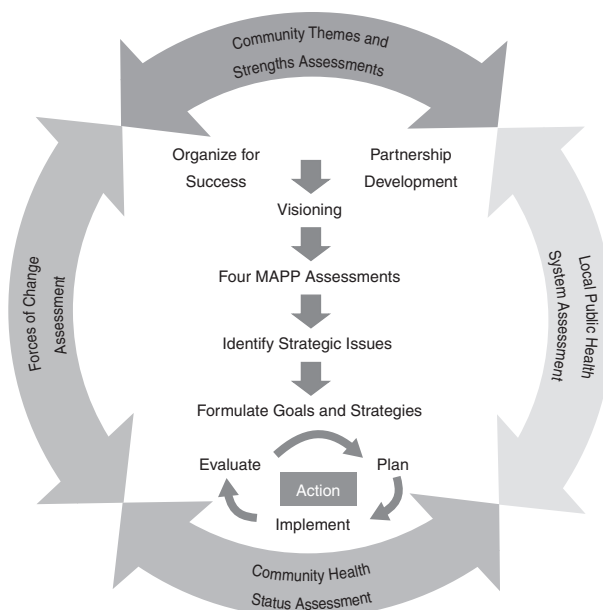 Community Themes and
Strengths Assessments
Organize for
Success
Partnership
Development
Visioning
Four MAPP Assessments
Identify Strategic Issues
Formulate Goals and Strategies
Evaluate
Plan
Action
Implement
Forces of Change
Assessment
Local Public Health
System Assessment
Community Health
Status Assessment